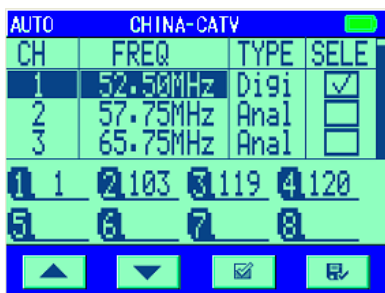 AUTO CHINA-CATV
CH FREQ TYPE SELE
1 52.50MHz Digi
2 57.75MHz Anal
3 65.75MHz Anal
1 1 2 103 3 119 4 120
5 6 7 8